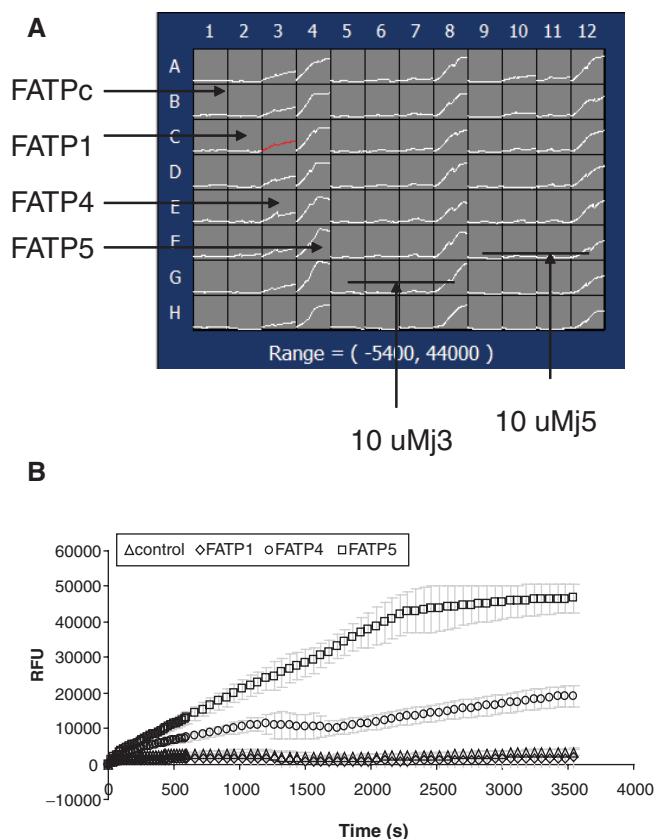 A
1 2 3 4 5 6 7 8 9 10 11 12
A
FATPc
B
FATP1
C
D
FATP4
E
FATP5
F
G
H
Range = ( -5400, 44000 )
10 uMj3
10 uMj5
B
△control ◇FATP1 ○FATP4 □FATP5
60000
50000
40000
30000
20000
10000
0
−10000
RFU
0 500 1000 1500 2000 2500 3000 3500 4000
Time (s)